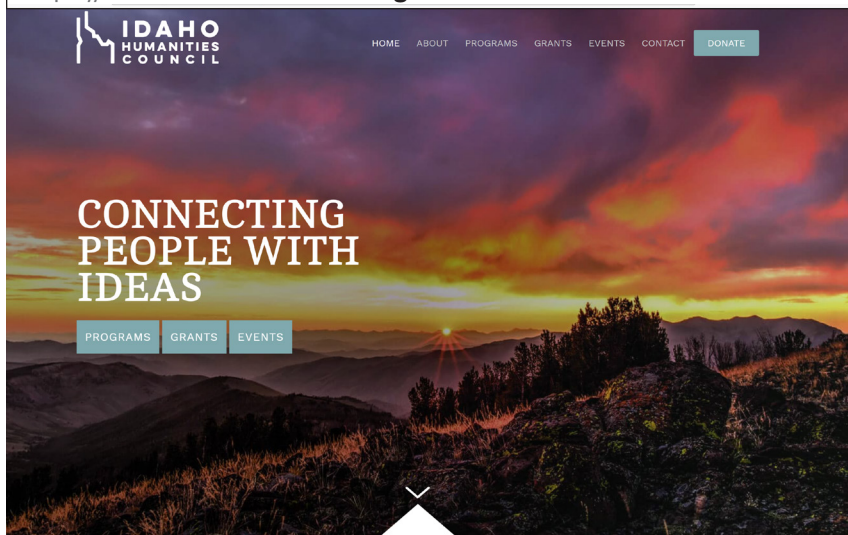 IDAHO
HUMANITIES
COUNCIL
HOME ABOUT PROGRAMS GRANTS EVENTS CONTACT DONATE
CONNECTING
PEOPLE WITH
IDEAS
PROGRAMS GRANTS EVENTS